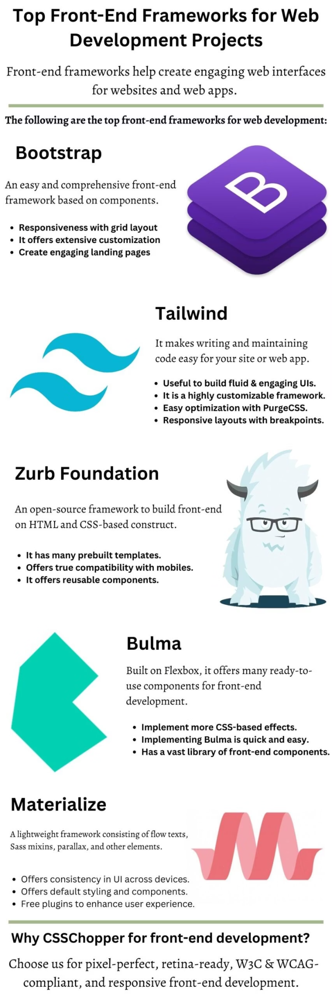 Top Front-End Frameworks for Web
Development Projects
Front-end frameworks help create engaging web interfaces
for websites and web apps.
The following are the top front-end frameworks for web development:
Bootstrap
An easy and comprehensive front-end
framework based on components.
• Responsiveness with grid layout
• It offers extensive customization
• Create engaging landing pages
B
Tailwind
It makes writing and maintaining
code easy for your site or web app.
• Useful to build fluid & engaging UIs.
• It is a highly customizable framework.
• Easy optimization with PurgeCSS.
• Responsive layouts with breakpoints.
Zurb Foundation
An open-source framework to build front-end
on HTML and CSS-based construct.
• It has many prebuilt templates.
• Offers true compatibility with mobiles.
• It offers reusable components.
Bulma
Built on Flexbox, it offers many ready-to-
use components for front-end
development.
• Implement more CSS-based effects.
• Implementing Bulma is quick and easy.
• Has a vast library of front-end components.
Materialize
A lightweight framework consisting of flow texts,
Sass mixins, parallax, and other elements.
• Offers consistency in UI across devices.
• Offers default styling and components.
• Free plugins to enhance user experience.
Why CSSChopper for front-end development?
Choose us for pixel-perfect, retina-ready, W3C & WCAG-
compliant, and responsive front-end development.